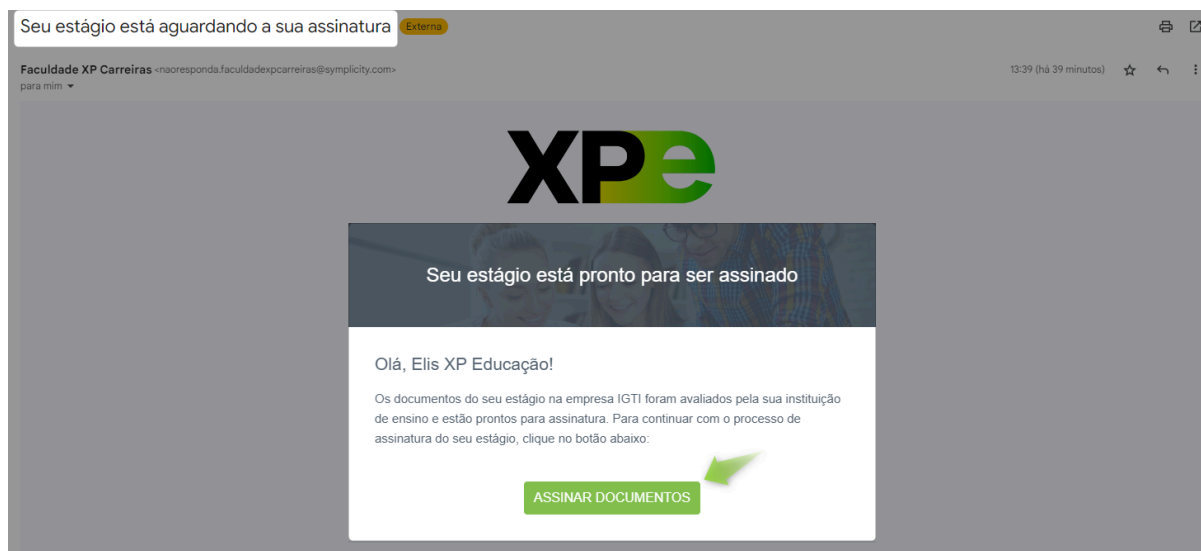 Seu estágio está aguardando a sua assinatura Externa
Faculdade XP Carreiras <naoresponda.faculdadexpcarreiras@symplicity.com> 13:39 (há 39 minutos)
para mim
XPe
Seu estágio está pronto para ser assinado
Olá, Elis XP Educação!
Os documentos do seu estágio na empresa IGTI foram avaliados pela sua instituição
de ensino e estão prontos para assinatura. Para continuar com o processo de
assinatura do seu estágio, clique no botão abaixo:
ASSINAR DOCUMENTOS